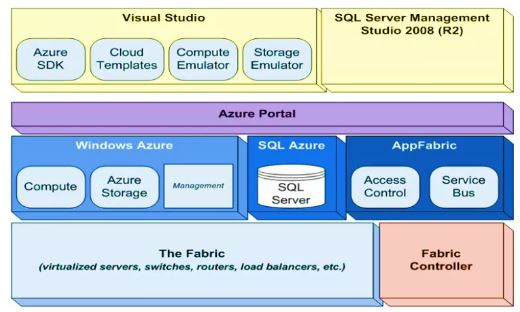 Visual Studio
SQL Server Management
Studio 2008 (R2)
Azure
SDK
Cloud
Templates
Compute
Emulator
Storage
Emulator
Azure Portal
Windows Azure
SQL Azure
AppFabric
Compute
Azure
Storage
Management
SQL
Server
Access
Control
Service
Bus
The Fabric
(virtualized servers, switches, routers, load balancers, etc.)
Fabric
Controller